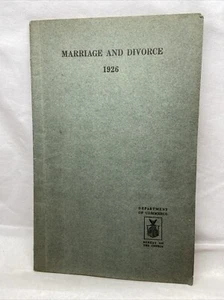 MARRIAGE AND DIVORCE
1926
DEPARTMENT
OF COMMERCE
BUREAU OF
THE CENSUS